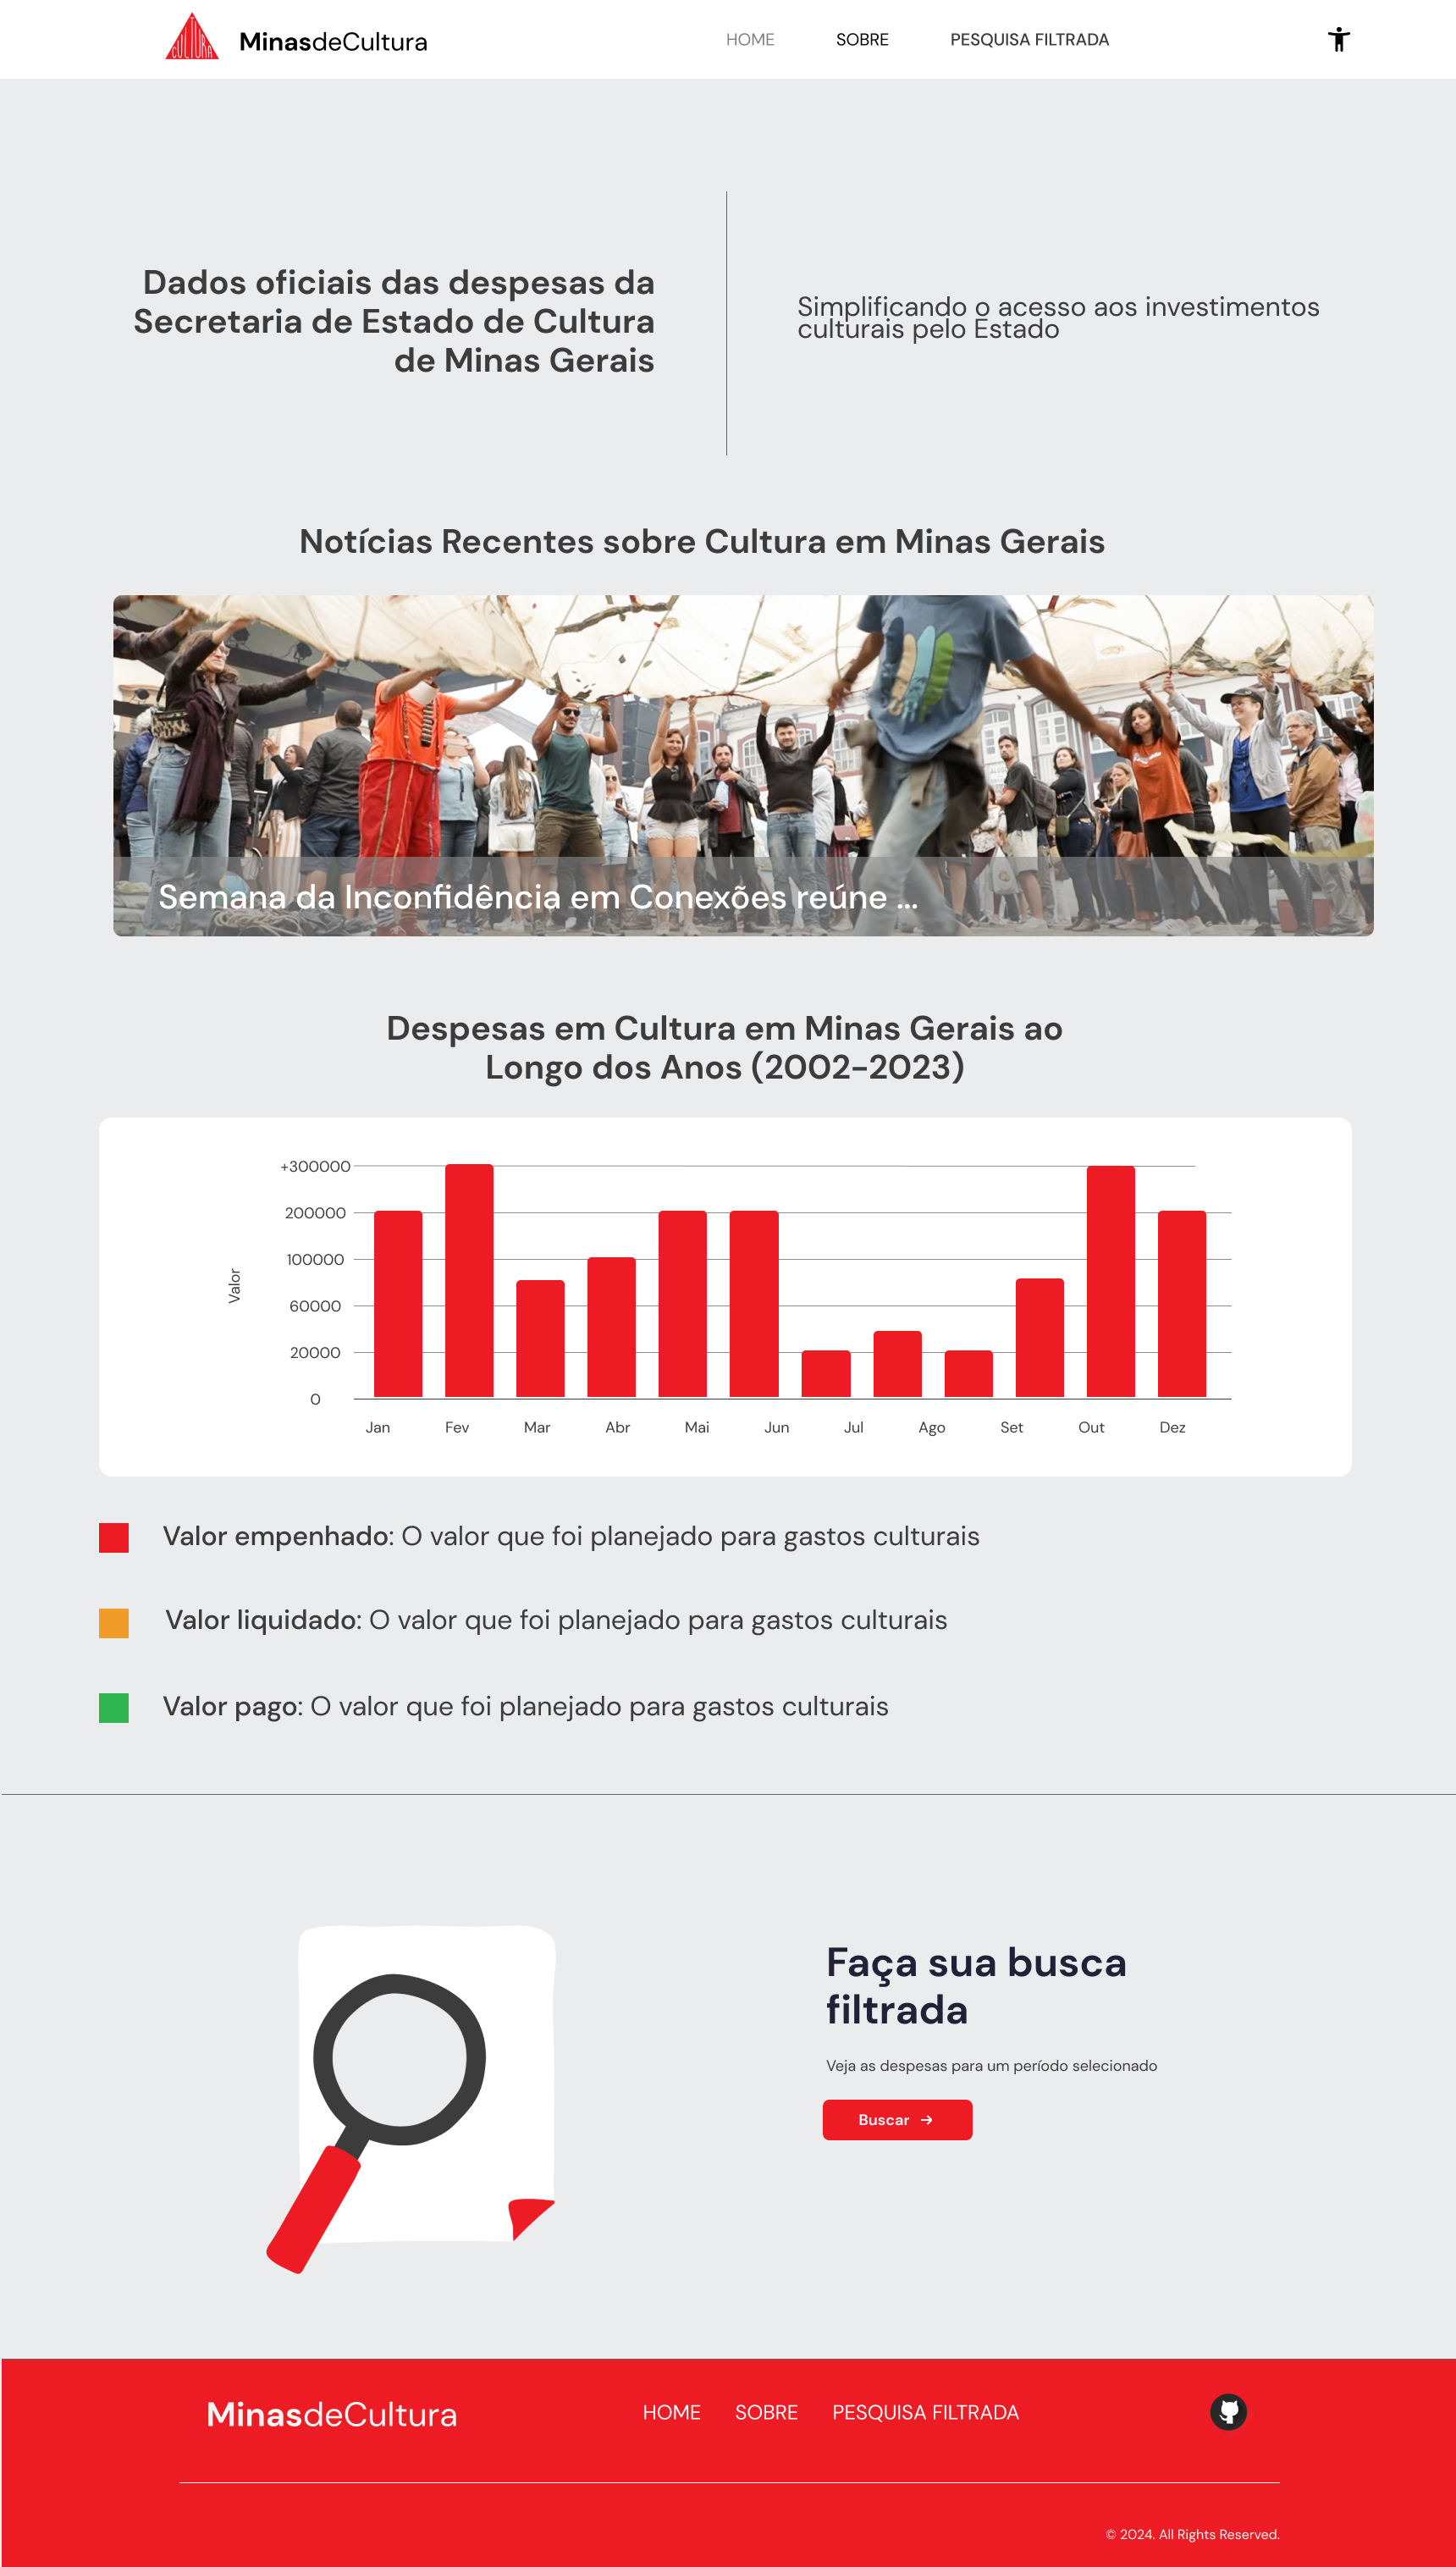 CULTURA
MinasdeCultura
HOME
SOBRE
PESQUISA FILTRADA
Dados oficiais das despesas da
Secretaria de Estado de Cultura
de Minas Gerais
Simplificando o acesso aos investimentos
culturais pelo Estado
Notícias Recentes sobre Cultura em Minas Gerais
Semana da Inconfidência em Conexões reúne ...
Despesas em Cultura em Minas Gerais ao
Longo dos Anos (2002-2023)
Valor
+300000
200000
100000
60000
20000
0
Jan
Fev
Mar
Abr
Mai
Jun
Jul
Ago
Set
Out
Dez
Valor empenhado: O valor que foi planejado para gastos culturais
Valor liquidado: O valor que foi planejado para gastos culturais
Valor pago: O valor que foi planejado para gastos culturais
Faça sua busca
filtrada
Veja as despesas para um período selecionado
Buscar →
MinasdeCultura
HOME
SOBRE
PESQUISA FILTRADA
© 2024. All Rights Reserved.